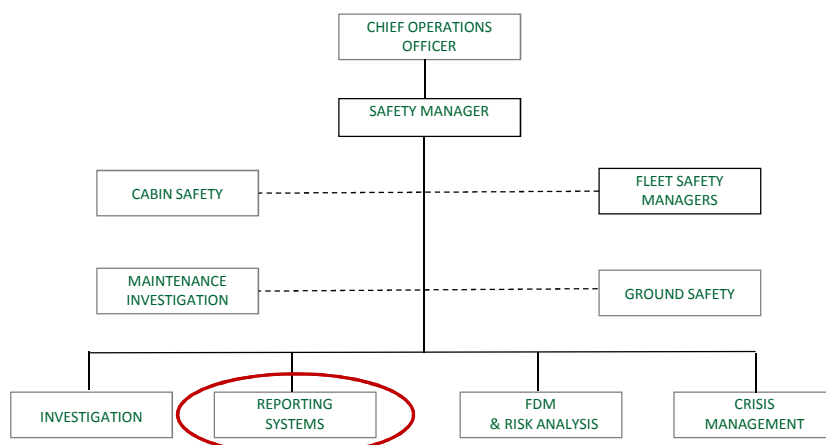 CHIEF OPERATIONS
OFFICER
SAFETY MANAGER
CABIN SAFETY
FLEET SAFETY
MANAGERS
MAINTENANCE
INVESTIGATION
GROUND SAFETY
INVESTIGATION
REPORTING
SYSTEMS
FDM
& RISK ANALYSIS
CRISIS
MANAGEMENT